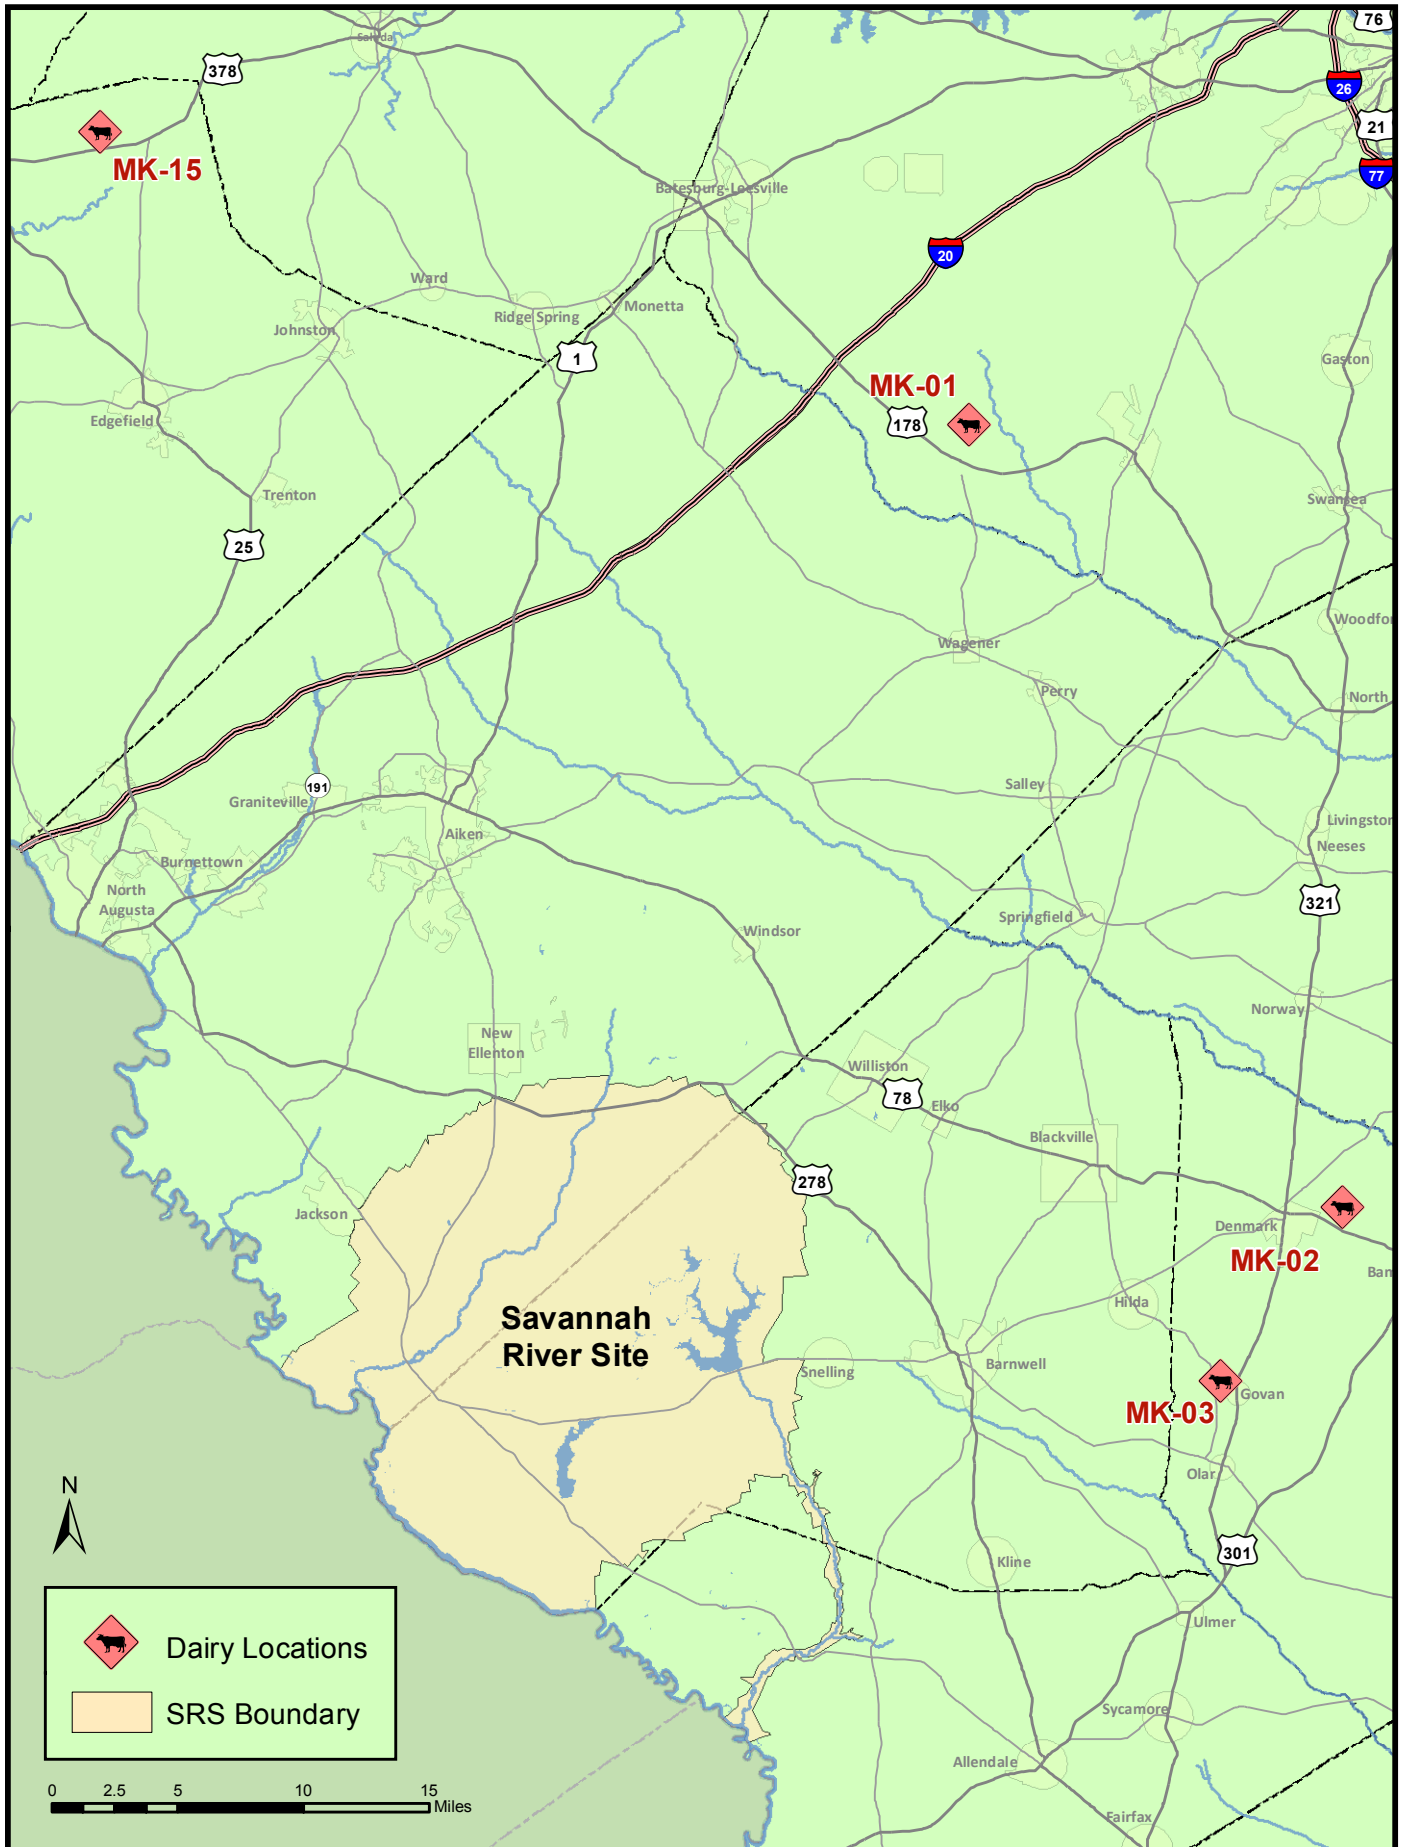 76
Saluda
378
26
21
MK-15
77
Batesburg-Leesville
20
Ward
Monetta
Ridge Spring
Johnston
1
Gaston
MK-01
178
Edgefield
Trenton
Swansea
25
Woodfor
Wagener
Perry
North
Salley
191
Graniteville
Livingston
Aiken
Neeses
Burnettown
North
Augusta
321
Springfield
Windsor
Norway
New
Ellenton
Williston
78
Elko
Blackville
278
Jackson
Denmark
MK-02
Ban
Hilda
Savannah
River Site
Snelling
Barnwell
Govan
MK-03
Olar
N
301
Kline
Ulmer
Dairy Locations
SRS Boundary
Sycamore
Allendale
0 2.5 5 10 15
Miles
Fairfax